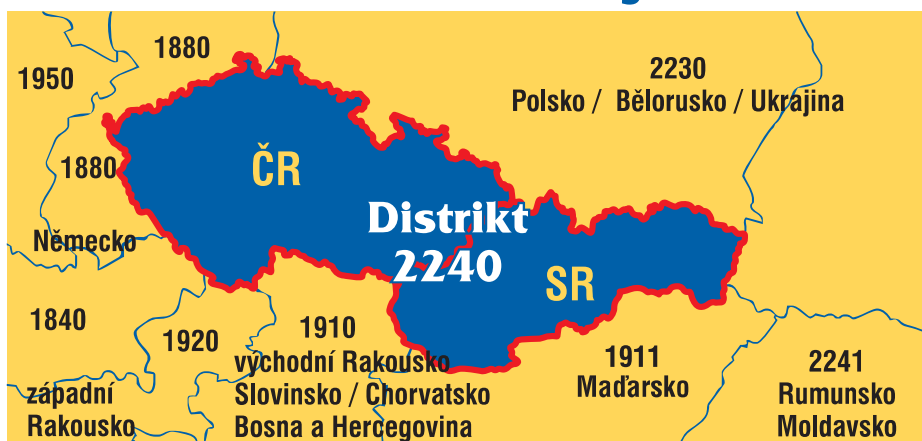 1880
1950
2230
Polsko / Bělorusko / Ukrajina
1880
ČR
Distrikt
2240
Německo
SR
1840
1920
1910
východní Rakousko
Slovinsko / Chorvatsko
Bosna a Hercegovina
západní
Rakousko
1911
Maďarsko
2241
Rumunsko
Moldavsko